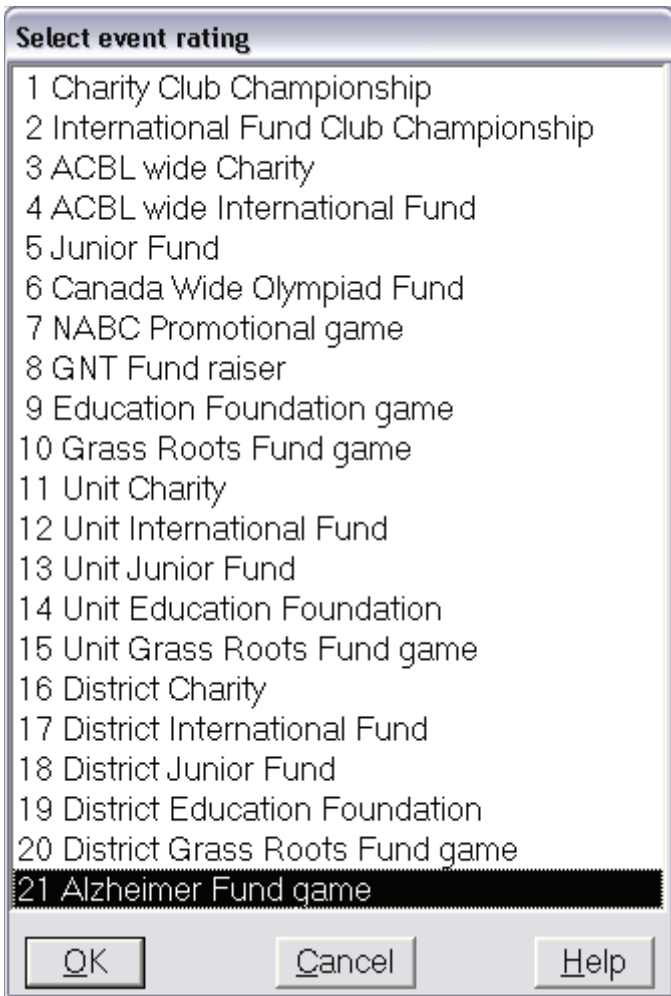 Select event rating
1 Charity Club Championship
2 International Fund Club Championship
3 ACBL wide Charity
4 ACBL wide International Fund
5 Junior Fund
6 Canada Wide Olympiad Fund
7 NABC Promotional game
8 GNT Fund raiser
9 Education Foundation game
10 Grass Roots Fund game
11 Unit Charity
12 Unit International Fund
13 Unit Junior Fund
14 Unit Education Foundation
15 Unit Grass Roots Fund game
16 District Charity
17 District International Fund
18 District Junior Fund
19 District Education Foundation
20 District Grass Roots Fund game
21 Alzheimer Fund game
OK Cancel Help